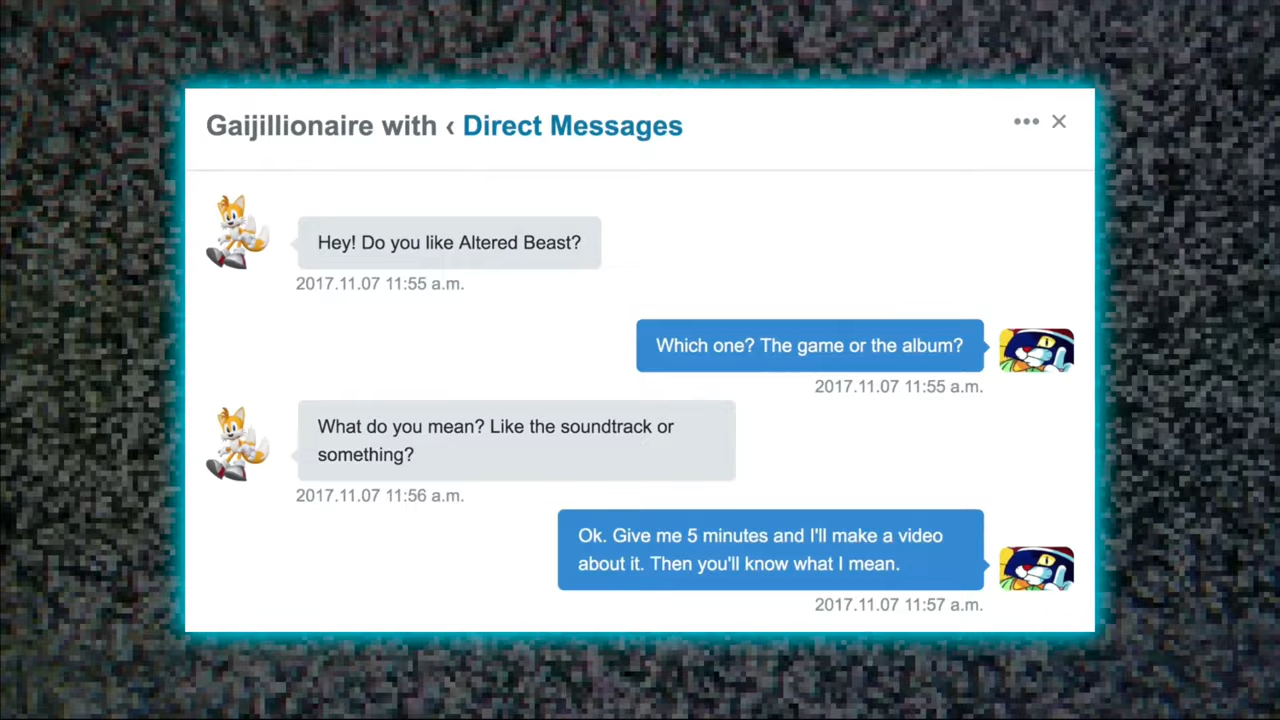 Gaijillionaire with ‹ Direct Messages
Hey! Do you like Altered Beast?
2017.11.07 11:55 a.m.
Which one? The game or the album?
2017.11.07 11:55 a.m.
What do you mean? Like the soundtrack or
something?
2017.11.07 11:56 a.m.
Ok. Give me 5 minutes and I'll make a video
about it. Then you'll know what I mean.
2017.11.07 11:57 a.m.